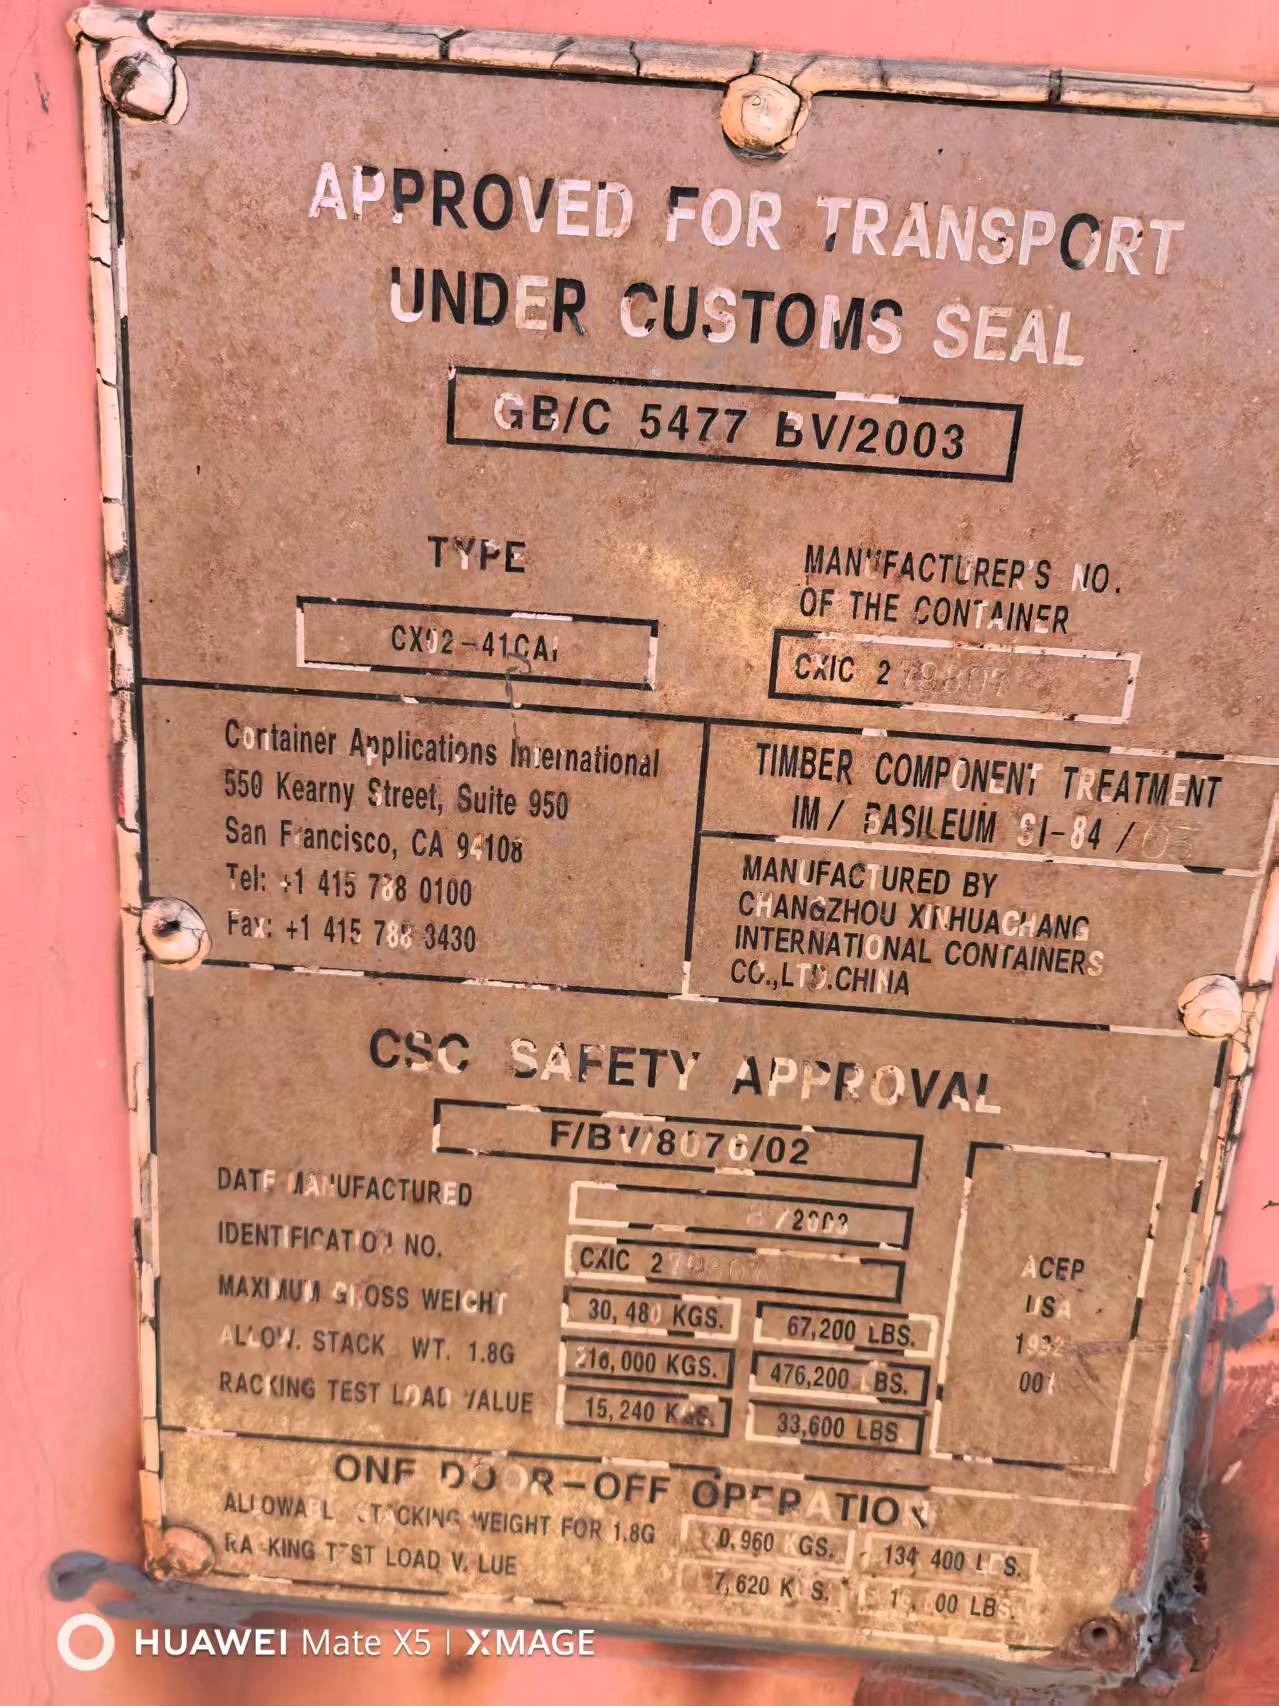 APPROVED FOR TRANSPORT
UNDER CUSTOMS SEAL
GB/C 5477 BV/2003
TYPE
MANUFACTURER'S NO.
OF THE CONTAINER
CX02-41CAI
CXIC
Container Applications International
550 Kearny Street, Suite 950
San Francisco, CA 94108
Tel: +1 415 788 0100
Fax: +1 415 788 3430
TIMBER COMPONENT TREATMENT
IM / BASILEUM SI-84 /
MANUFACTURED BY
CHANGZHOU XINHUACHANG
INTERNATIONAL CONTAINERS
CO.,LTD.CHINA
CSC SAFETY APPROVAL
F/BV/8076/02
DATE MANUFACTURED /2003
IDENTIFICATION NO. CXIC
MAXIMUM GROSS WEIGHT 30,480 KGS. 67,200 LBS.
ALLOW. STACK WT. 1.8G 216,000 KGS. 476,200 LBS.
RACKING TEST LOAD VALUE 15,240 KGS. 33,600 LBS
ACEP
USA
1992
001
ONE DOOR-OFF OPERATION
ALLOWABLE STACKING WEIGHT FOR 1.8G KGS. 134,400 LBS.
RACKING TEST LOAD VALUE 7,620 KGS. LBS.
HUAWEI Mate X5 | XMAGE